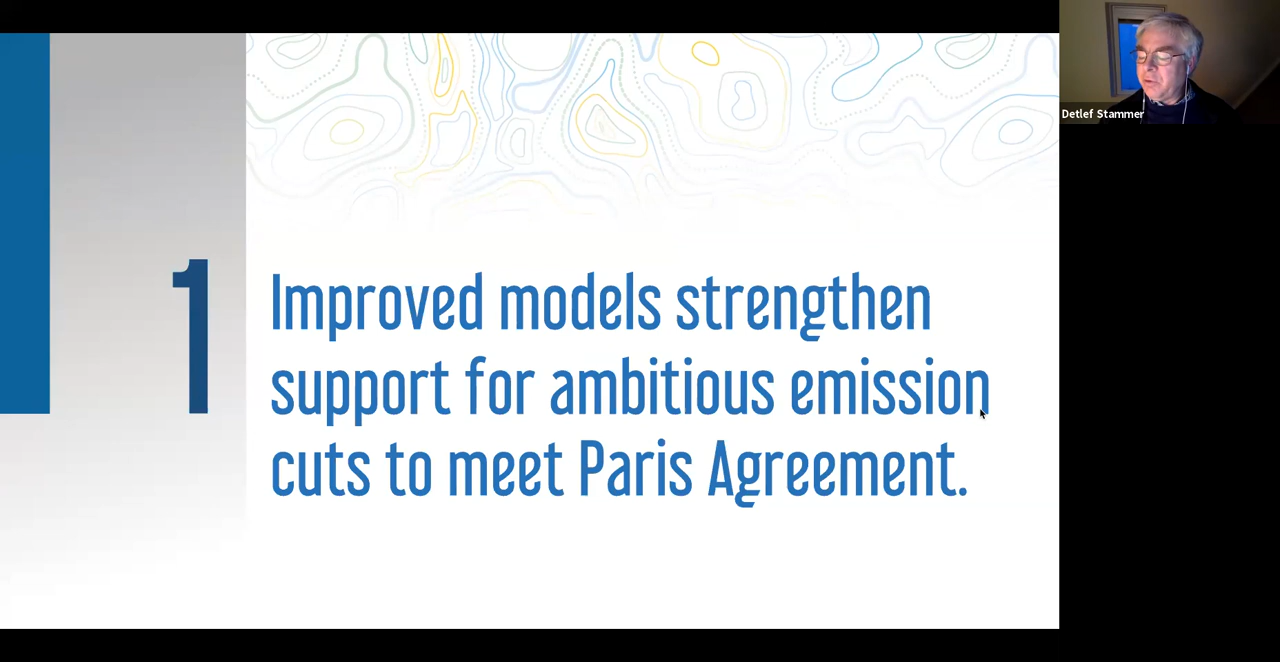 1
Improved models strengthen
support for ambitious emission
cuts to meet Paris Agreement.
Detlef Stammer